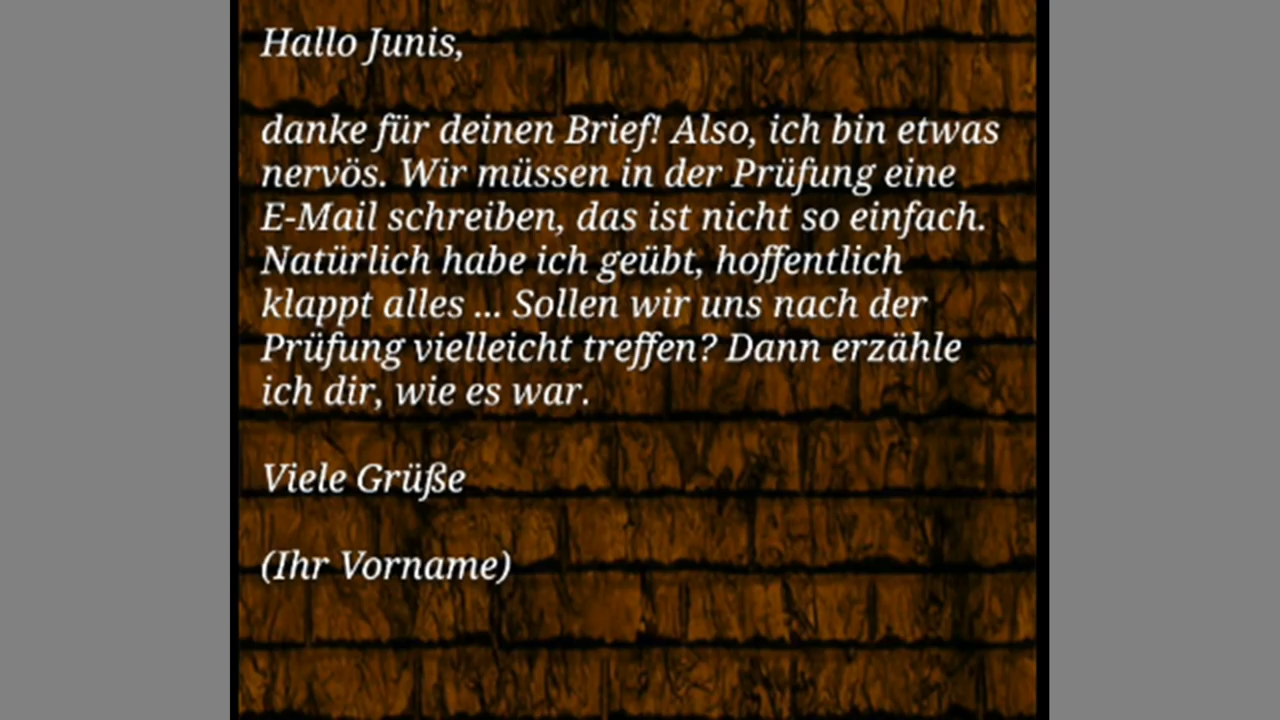 Hallo Junis,
danke für deinen Brief! Also, ich bin etwas
nervös. Wir müssen in der Prüfung eine
E-Mail schreiben, das ist nicht so einfach.
Natürlich habe ich geübt, hoffentlich
klappt alles ... Sollen wir uns nach der
Prüfung vielleicht treffen? Dann erzähle
ich dir, wie es war.
Viele Grüße
(Ihr Vorname)